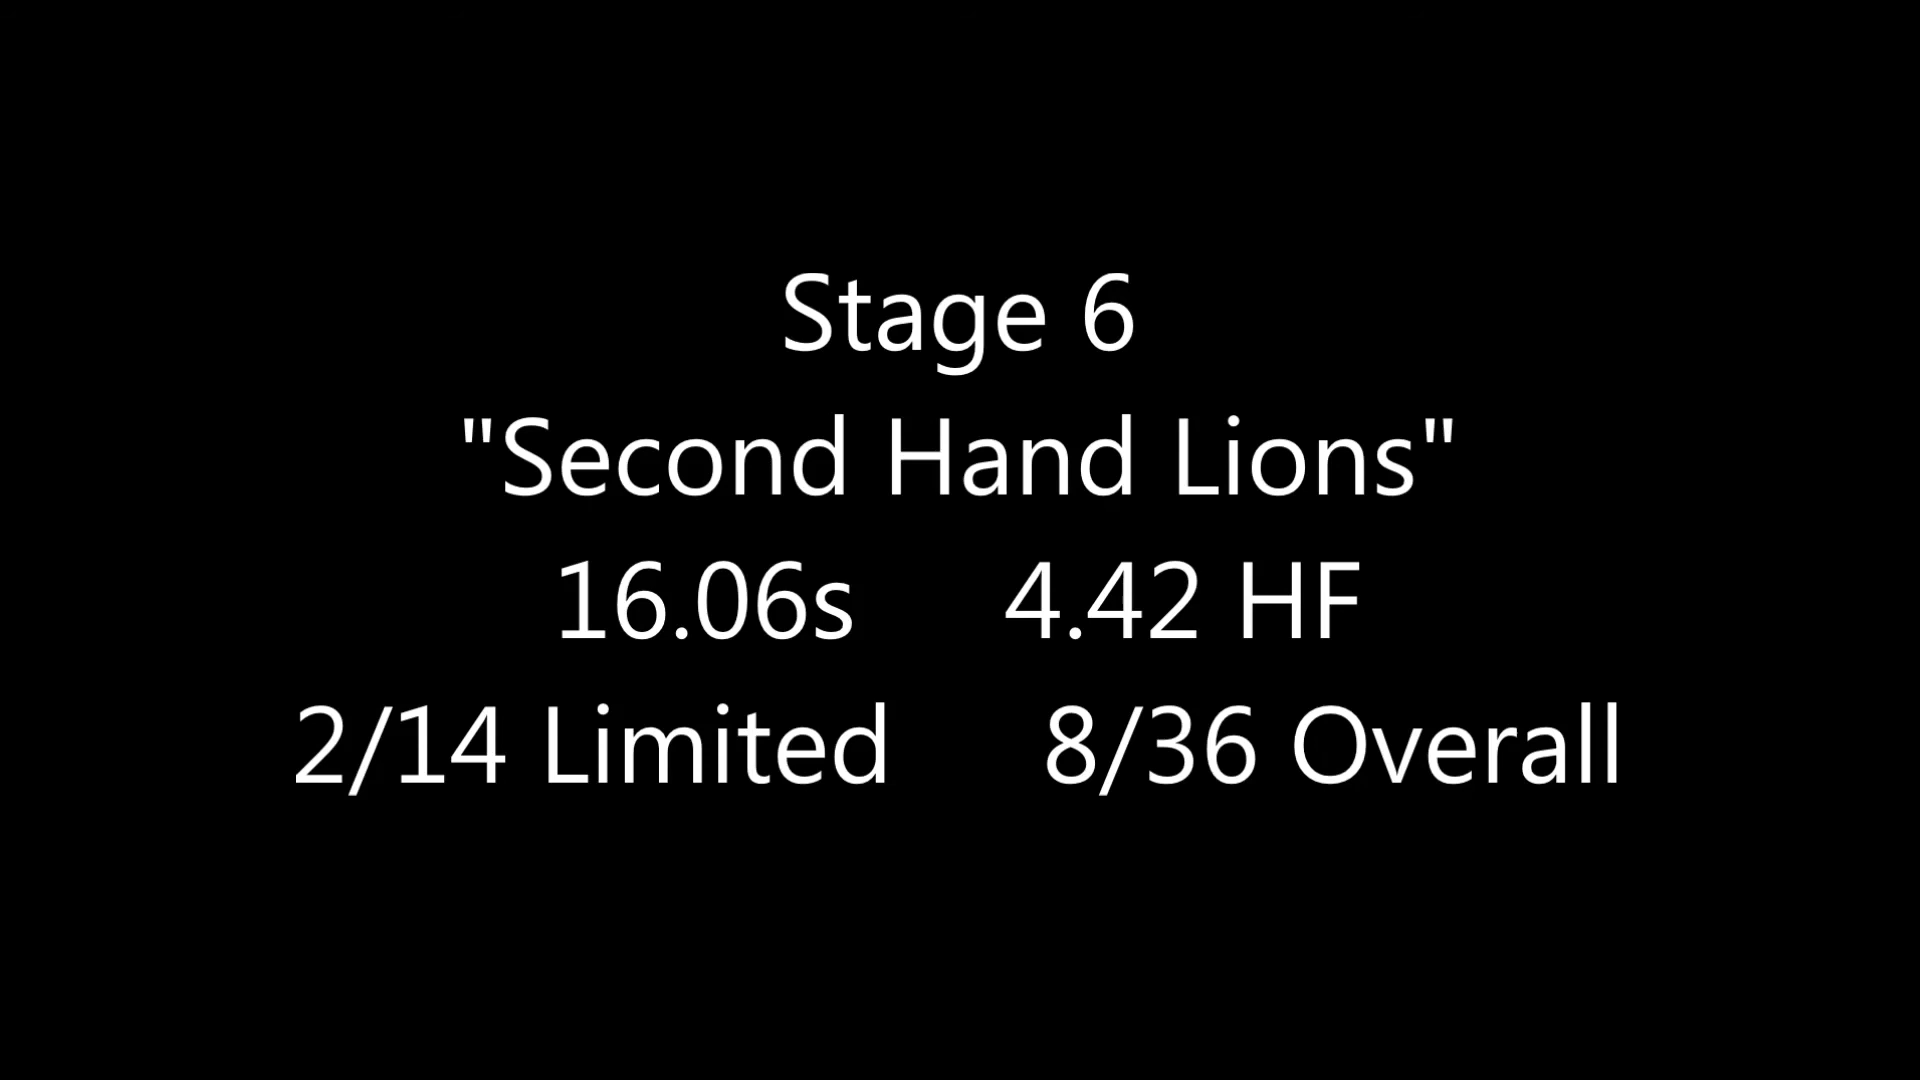 Stage 6
"Second Hand Lions"
16.06s 4.42 HF
2/14 Limited 8/36 Overall